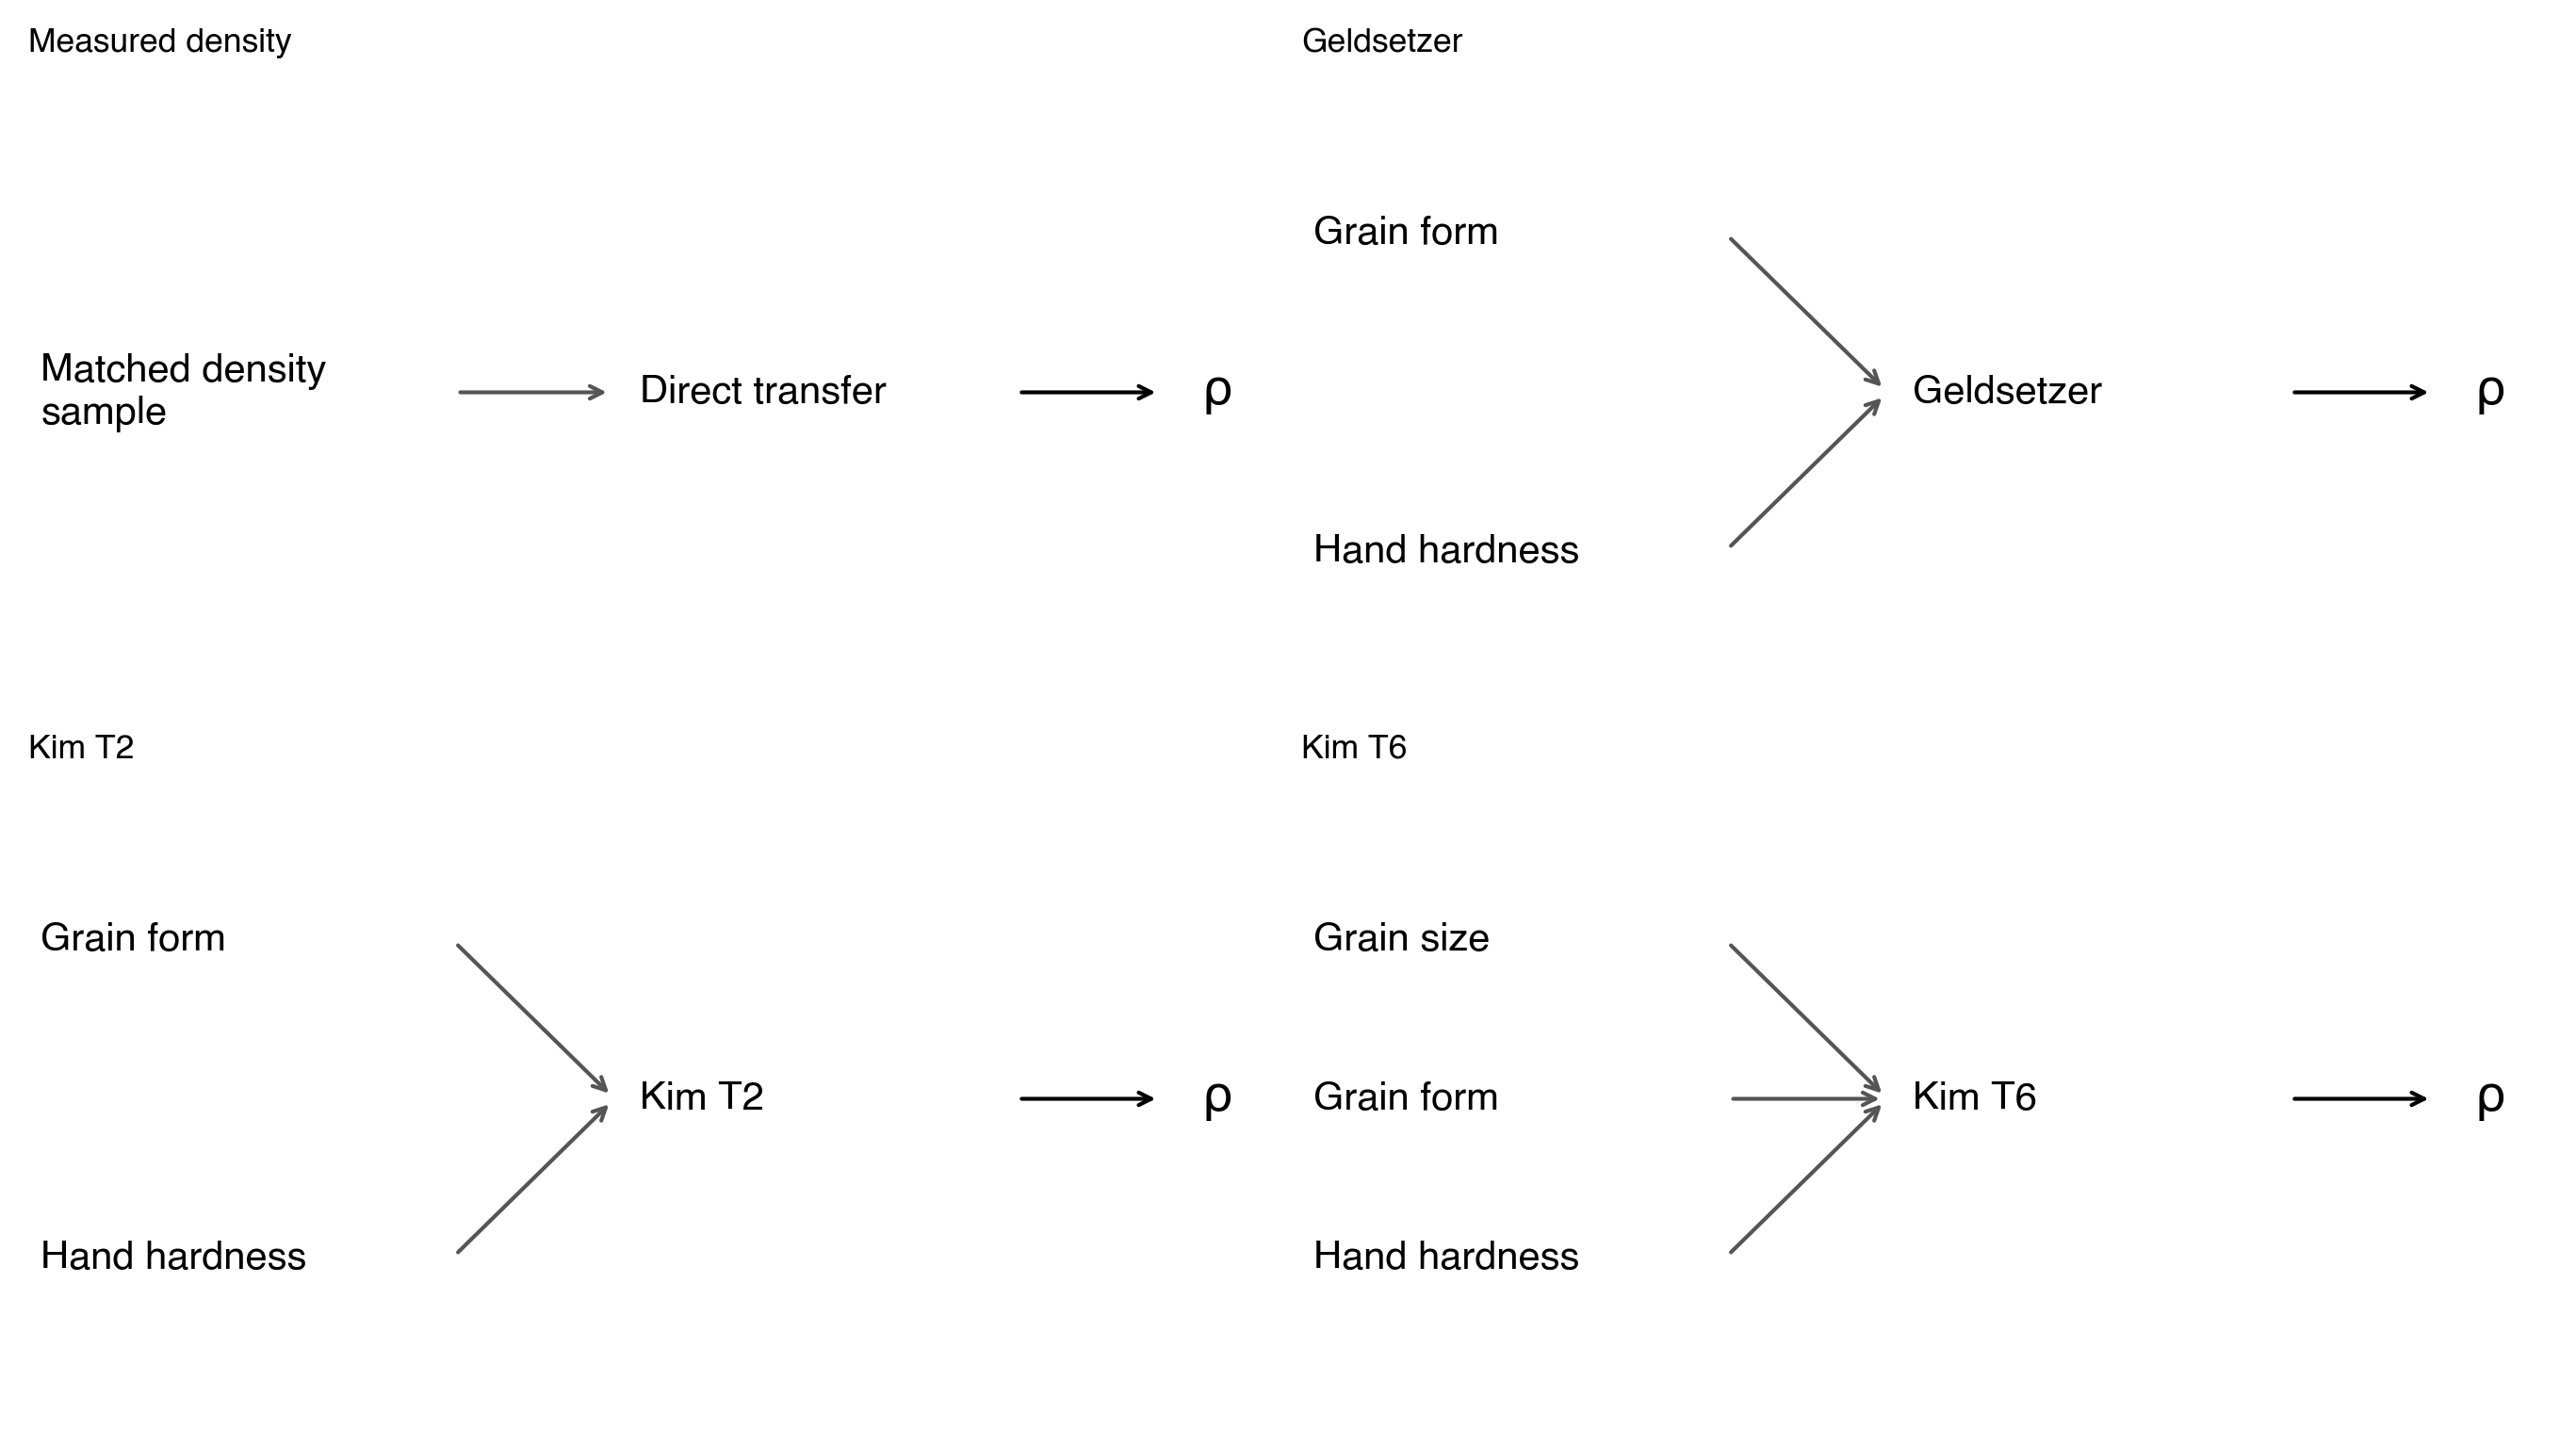 Measured density
Matched density
sample
Direct transfer
ρ
Geldsetzer
Grain form
Hand hardness
Geldsetzer
ρ
Kim T2
Grain form
Hand hardness
Kim T2
ρ
Kim T6
Grain size
Grain form
Hand hardness
Kim T6
ρ